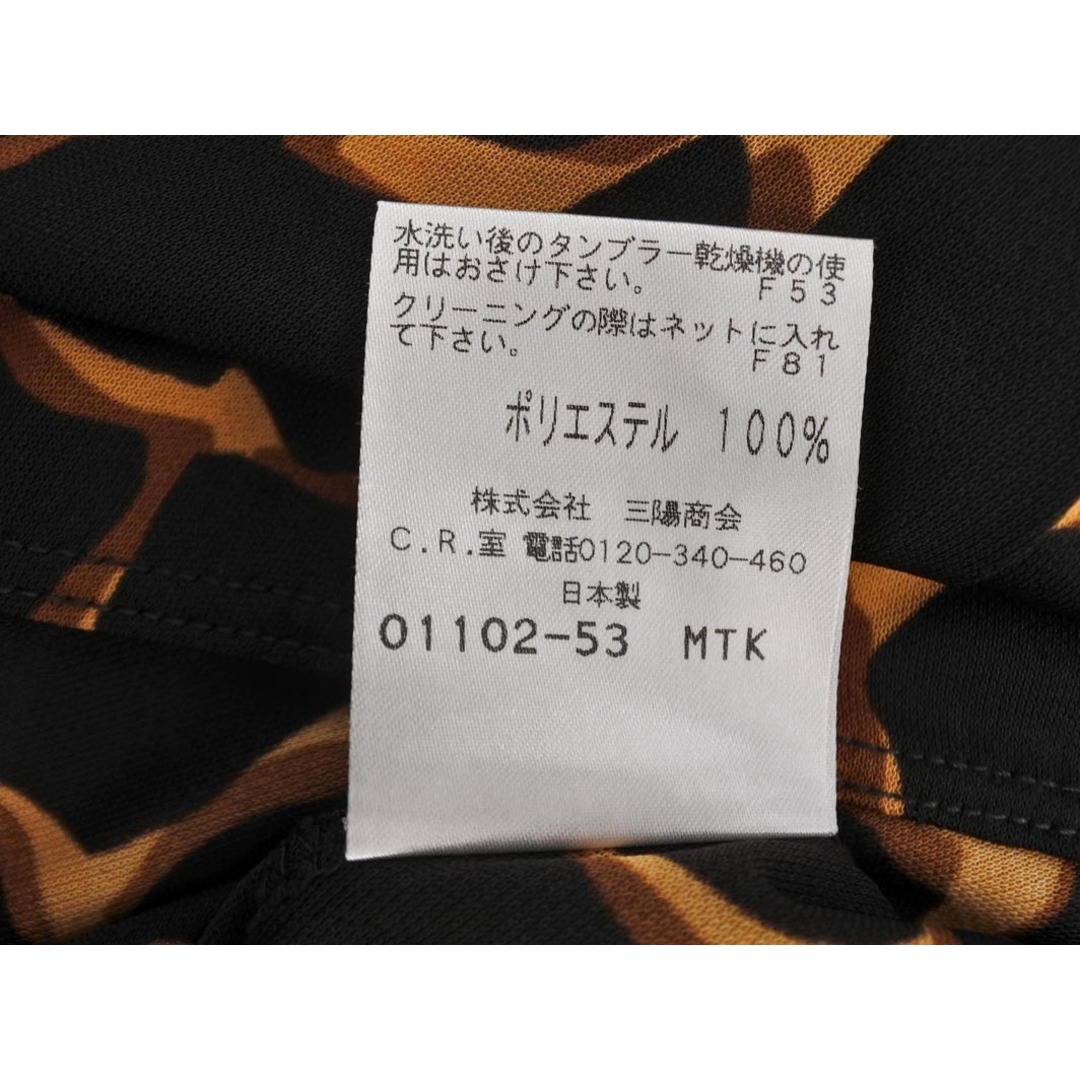 水洗い後のタンブラー乾燥機の使
用はおさけ下さい。 F53
クリーニングの際はネットに入れ
て下さい。 F81
ポリエステル 100%
株式会社 三陽商会
C.R.室 電話0120-340-460
日本製
01102-53 MTK